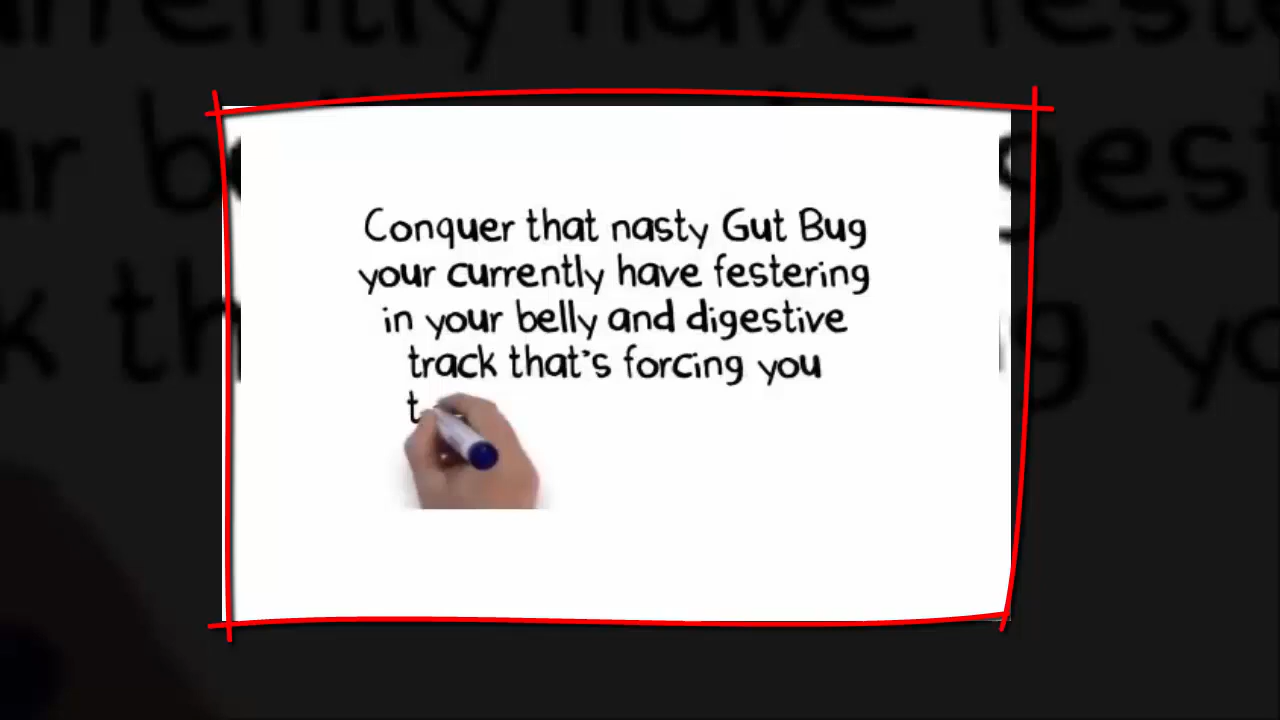 Conquer that nasty Gut Bug
your currently have festering
in your belly and digestive
track that's forcing you